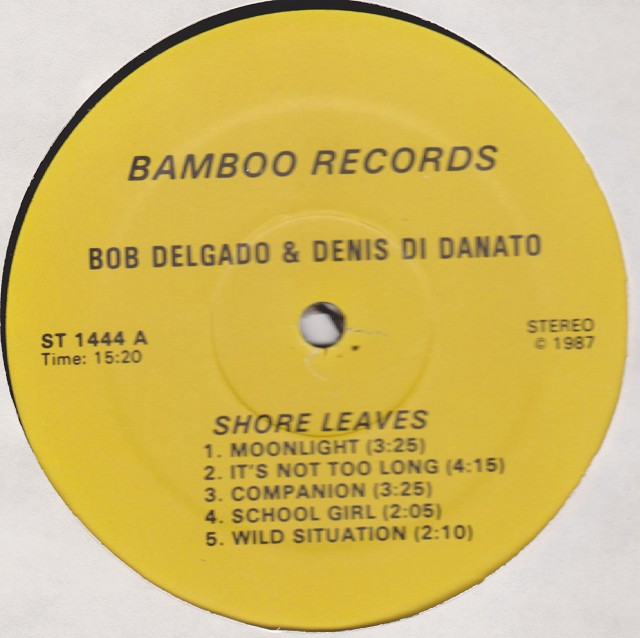 BAMBOO RECORDS
BOB DELGADO & DENIS DI DANATO
ST 1444 A
Time: 15:20
STEREO
© 1987
SHORE LEAVES
1. MOONLIGHT (3:25)
2. IT'S NOT TOO LONG (4:15)
3. COMPANION (3:25)
4. SCHOOL GIRL (2:05)
5. WILD SITUATION (2:10)